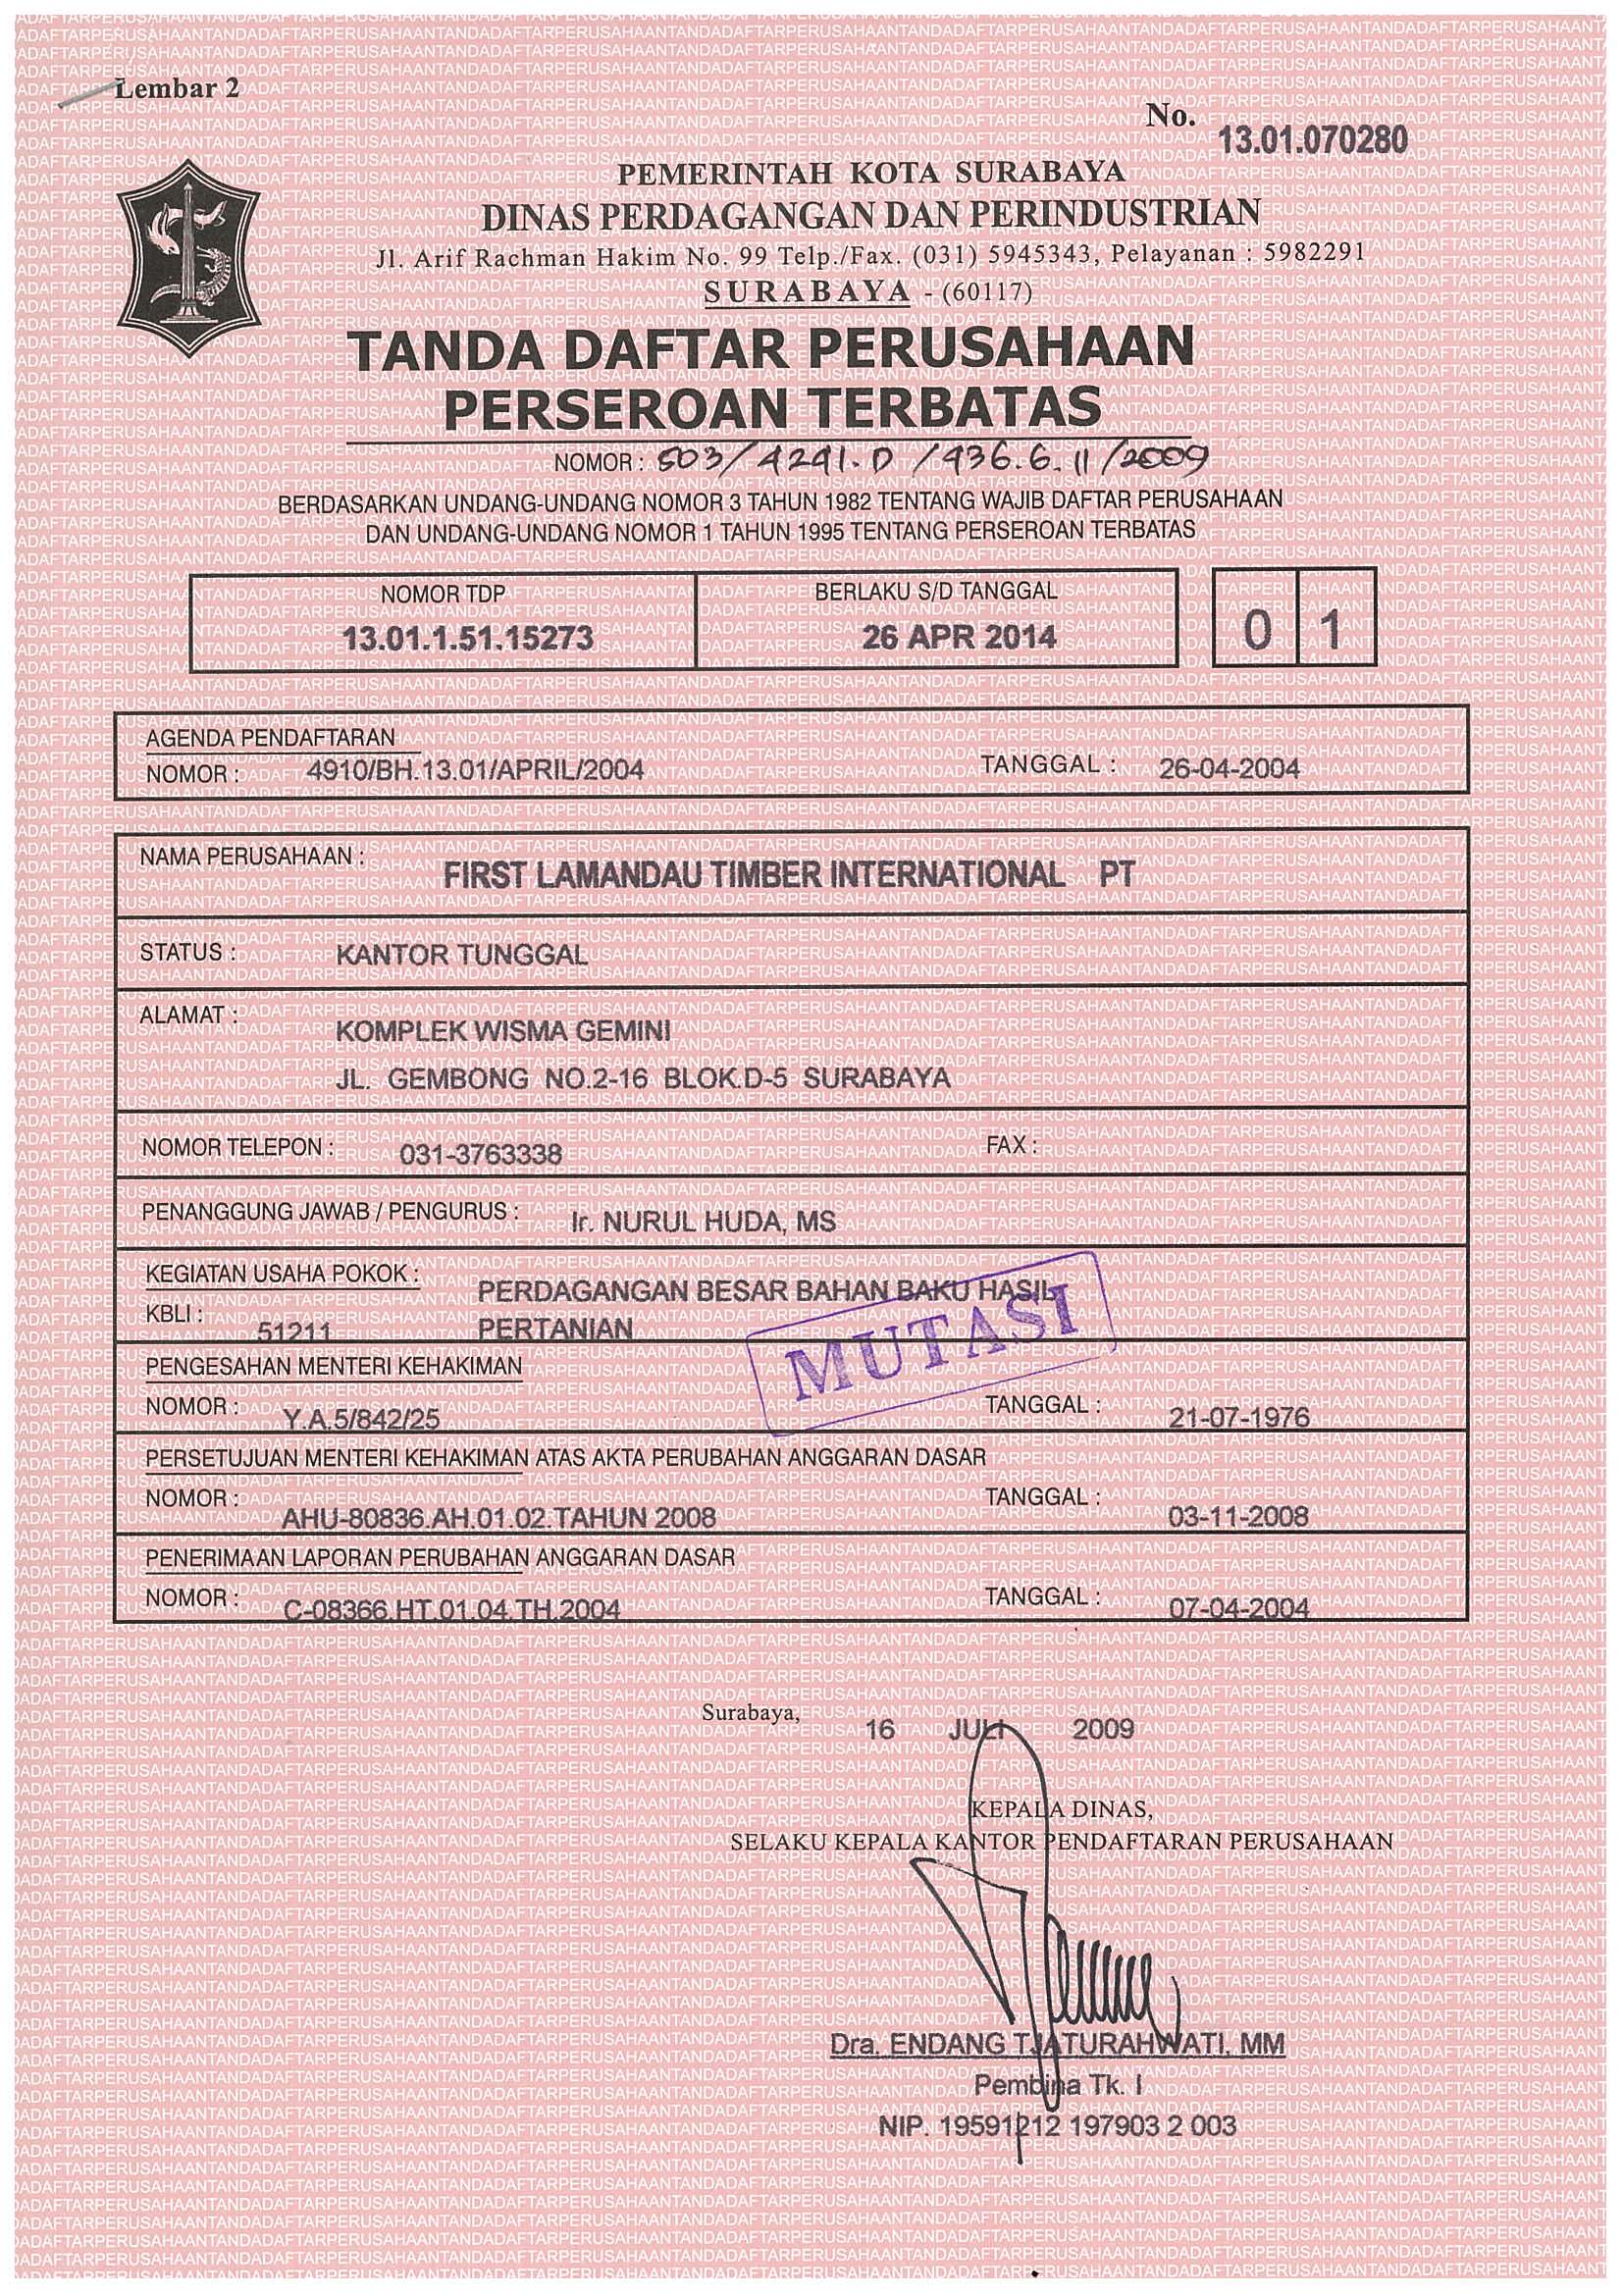 Lembar 2
No. 13.01.070280
PEMERINTAH KOTA SURABAYA
DINAS PERDAGANGAN DAN PERINDUSTRIAN
Jl. Arif Rachman Hakim No. 99 Telp./Fax. (031) 5945343, Pelayanan : 5982291
SURABAYA - (60117)
TANDA DAFTAR PERUSAHAAN
PERSEROAN TERBATAS
NOMOR : 503/4241.D /436.6.11/2009
BERDASARKAN UNDANG-UNDANG NOMOR 3 TAHUN 1982 TENTANG WAJIB DAFTAR PERUSAHAAN
DAN UNDANG-UNDANG NOMOR 1 TAHUN 1995 TENTANG PERSEROAN TERBATAS
NOMOR TDP BERLAKU S/D TANGGAL
13.01.1.51.15273 26 APR 2014 0 1
AGENDA PENDAFTARAN
NOMOR : 4910/BH.13.01/APRIL/2004 TANGGAL : 26-04-2004
NAMA PERUSAHAAN : FIRST LAMANDAU TIMBER INTERNATIONAL PT
STATUS : KANTOR TUNGGAL
ALAMAT : KOMPLEK WISMA GEMINI
JL. GEMBONG NO.2-16 BLOK.D-5 SURABAYA
NOMOR TELEPON : 031-3763338 FAX :
PENANGGUNG JAWAB / PENGURUS : Ir. NURUL HUDA, MS
KEGIATAN USAHA POKOK : PERDAGANGAN BESAR BAHAN BAKU HASIL
KBLI : 51211 PERTANIAN
MUTASI
PENGESAHAN MENTERI KEHAKIMAN
NOMOR : Y.A.5/842/25 TANGGAL : 21-07-1976
PERSETUJUAN MENTERI KEHAKIMAN ATAS AKTA PERUBAHAN ANGGARAN DASAR
NOMOR : AHU-80836.AH.01.02.TAHUN 2008 TANGGAL : 03-11-2008
PENERIMAAN LAPORAN PERUBAHAN ANGGARAN DASAR
NOMOR : C-08366.HT.01.04.TH.2004 TANGGAL : 07-04-2004
Surabaya, 16 JULI 2009
KEPALA DINAS,
SELAKU KEPALA KANTOR PENDAFTARAN PERUSAHAAN
Dra. ENDANG TJATURAHWATI, MM
Pembina Tk. I
NIP. 19591212 197903 2 003